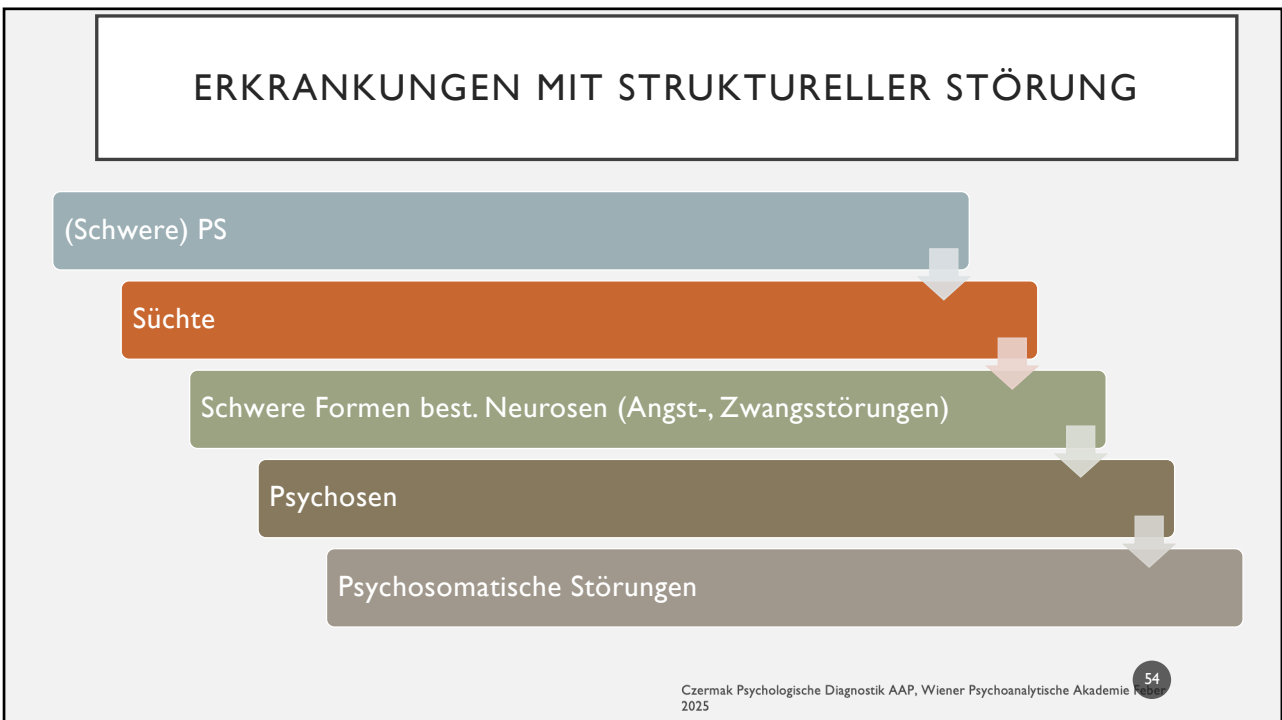 ERKRANKUNGEN MIT STRUKTURELLER STÖRUNG
(Schwere) PS
Süchte
Schwere Formen best. Neurosen (Angst-, Zwangsstörungen)
Psychosen
Psychosomatische Störungen
54
Czermak Psychologische Diagnostik AAP, Wiener Psychoanalytische Akademie Feber
2025